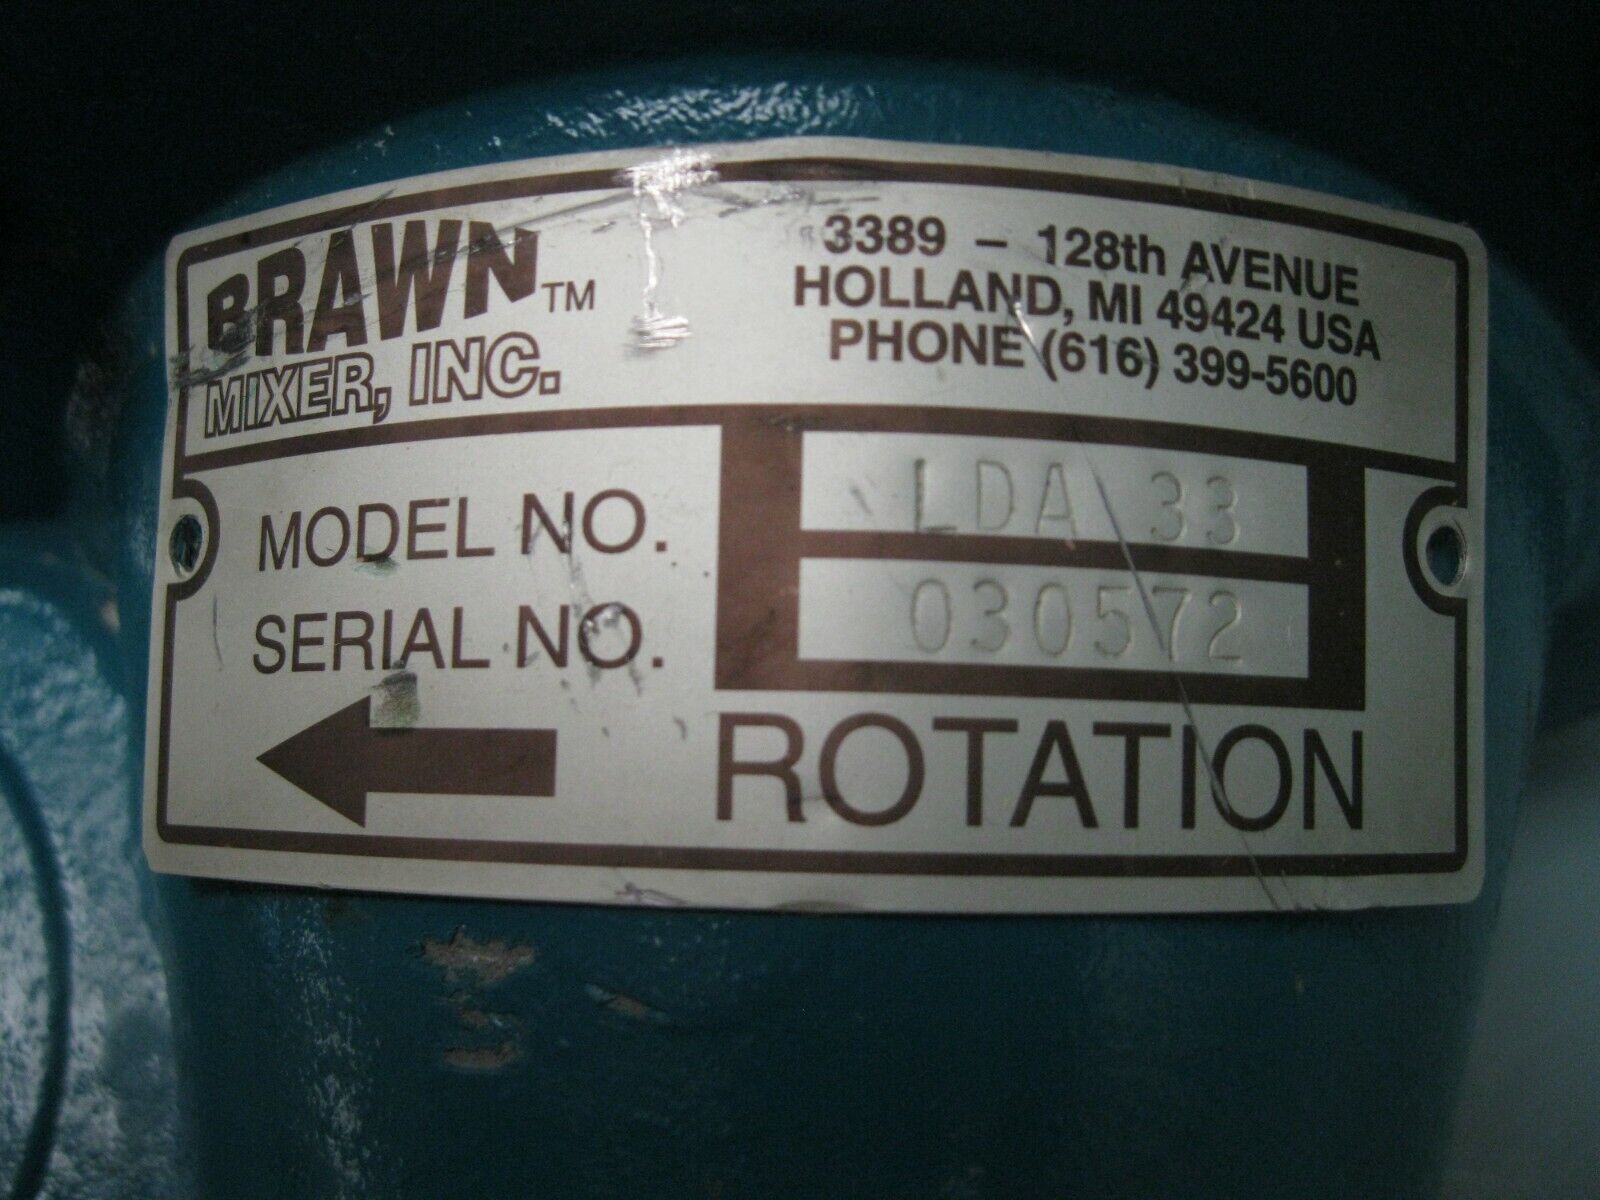 BRAWN™
MIXER, INC.
3389 – 128th AVENUE
HOLLAND, MI 49424 USA
PHONE (616) 399-5600
MODEL NO. LDA 33
SERIAL NO. 030572
ROTATION